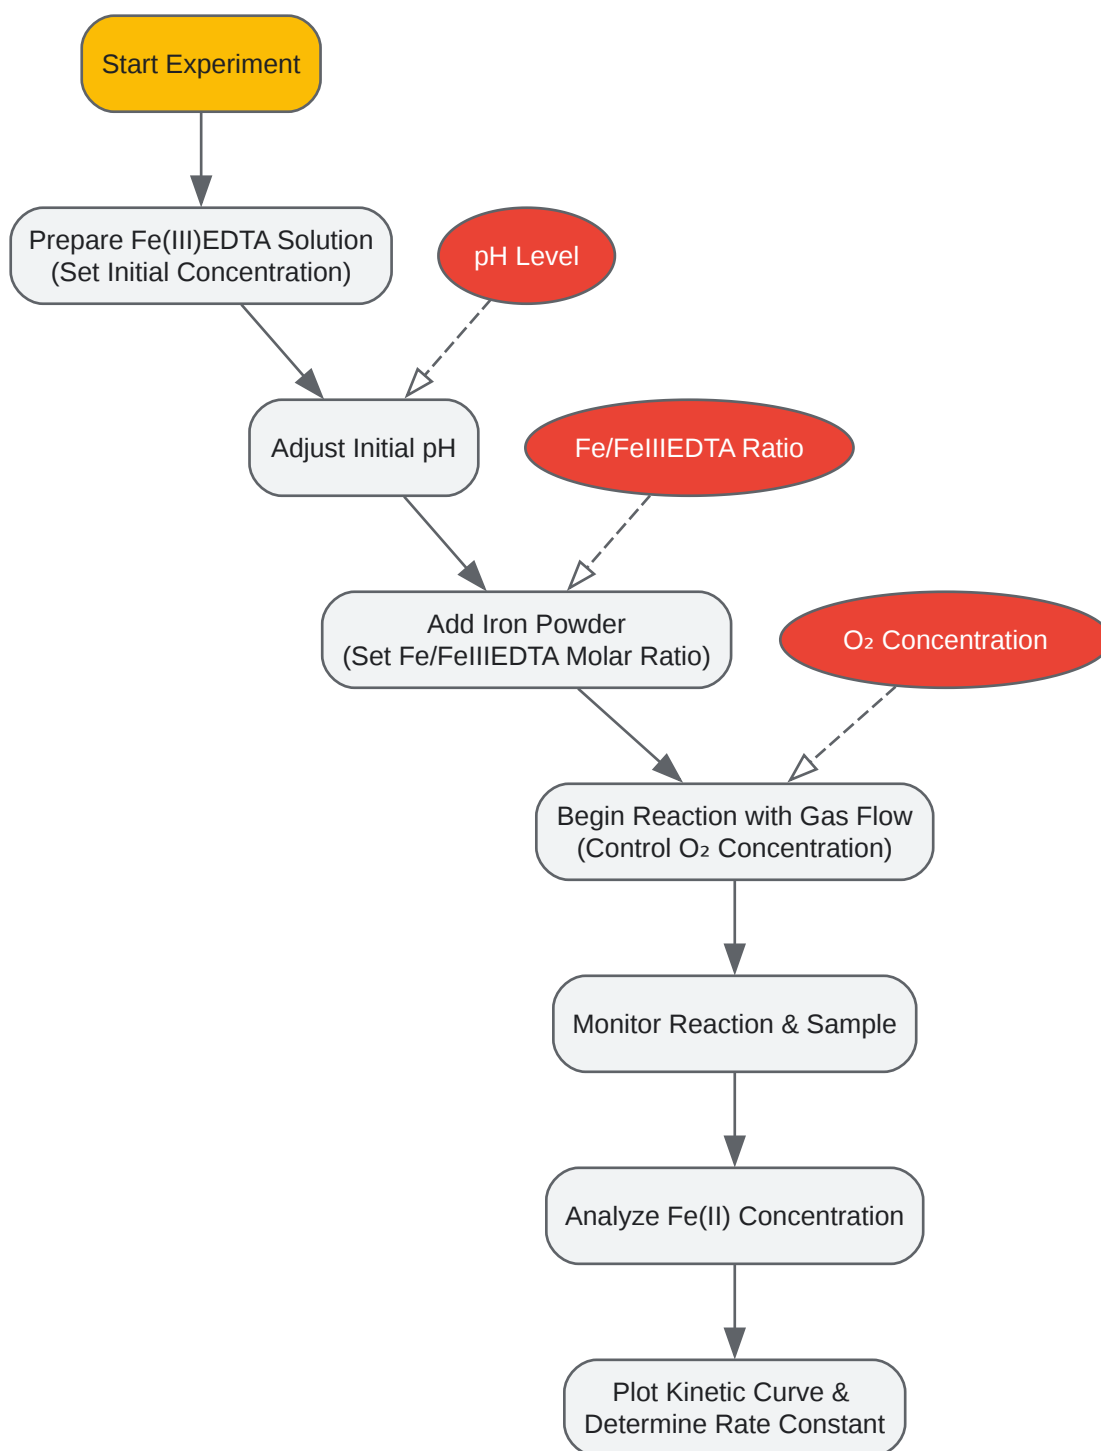 Start Experiment
Prepare Fe(III)EDTA Solution
(Set Initial Concentration)
pH Level
Adjust Initial pH
Fe/FeIIIEDTA Ratio
Add Iron Powder
(Set Fe/FeIIIEDTA Molar Ratio)
O₂ Concentration
Begin Reaction with Gas Flow
(Control O₂ Concentration)
Monitor Reaction & Sample
Analyze Fe(II) Concentration
Plot Kinetic Curve &
Determine Rate Constant